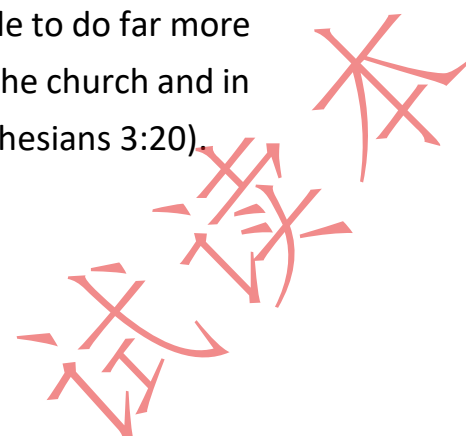 le to do far more
he church and in
hesians 3:20).
试读本